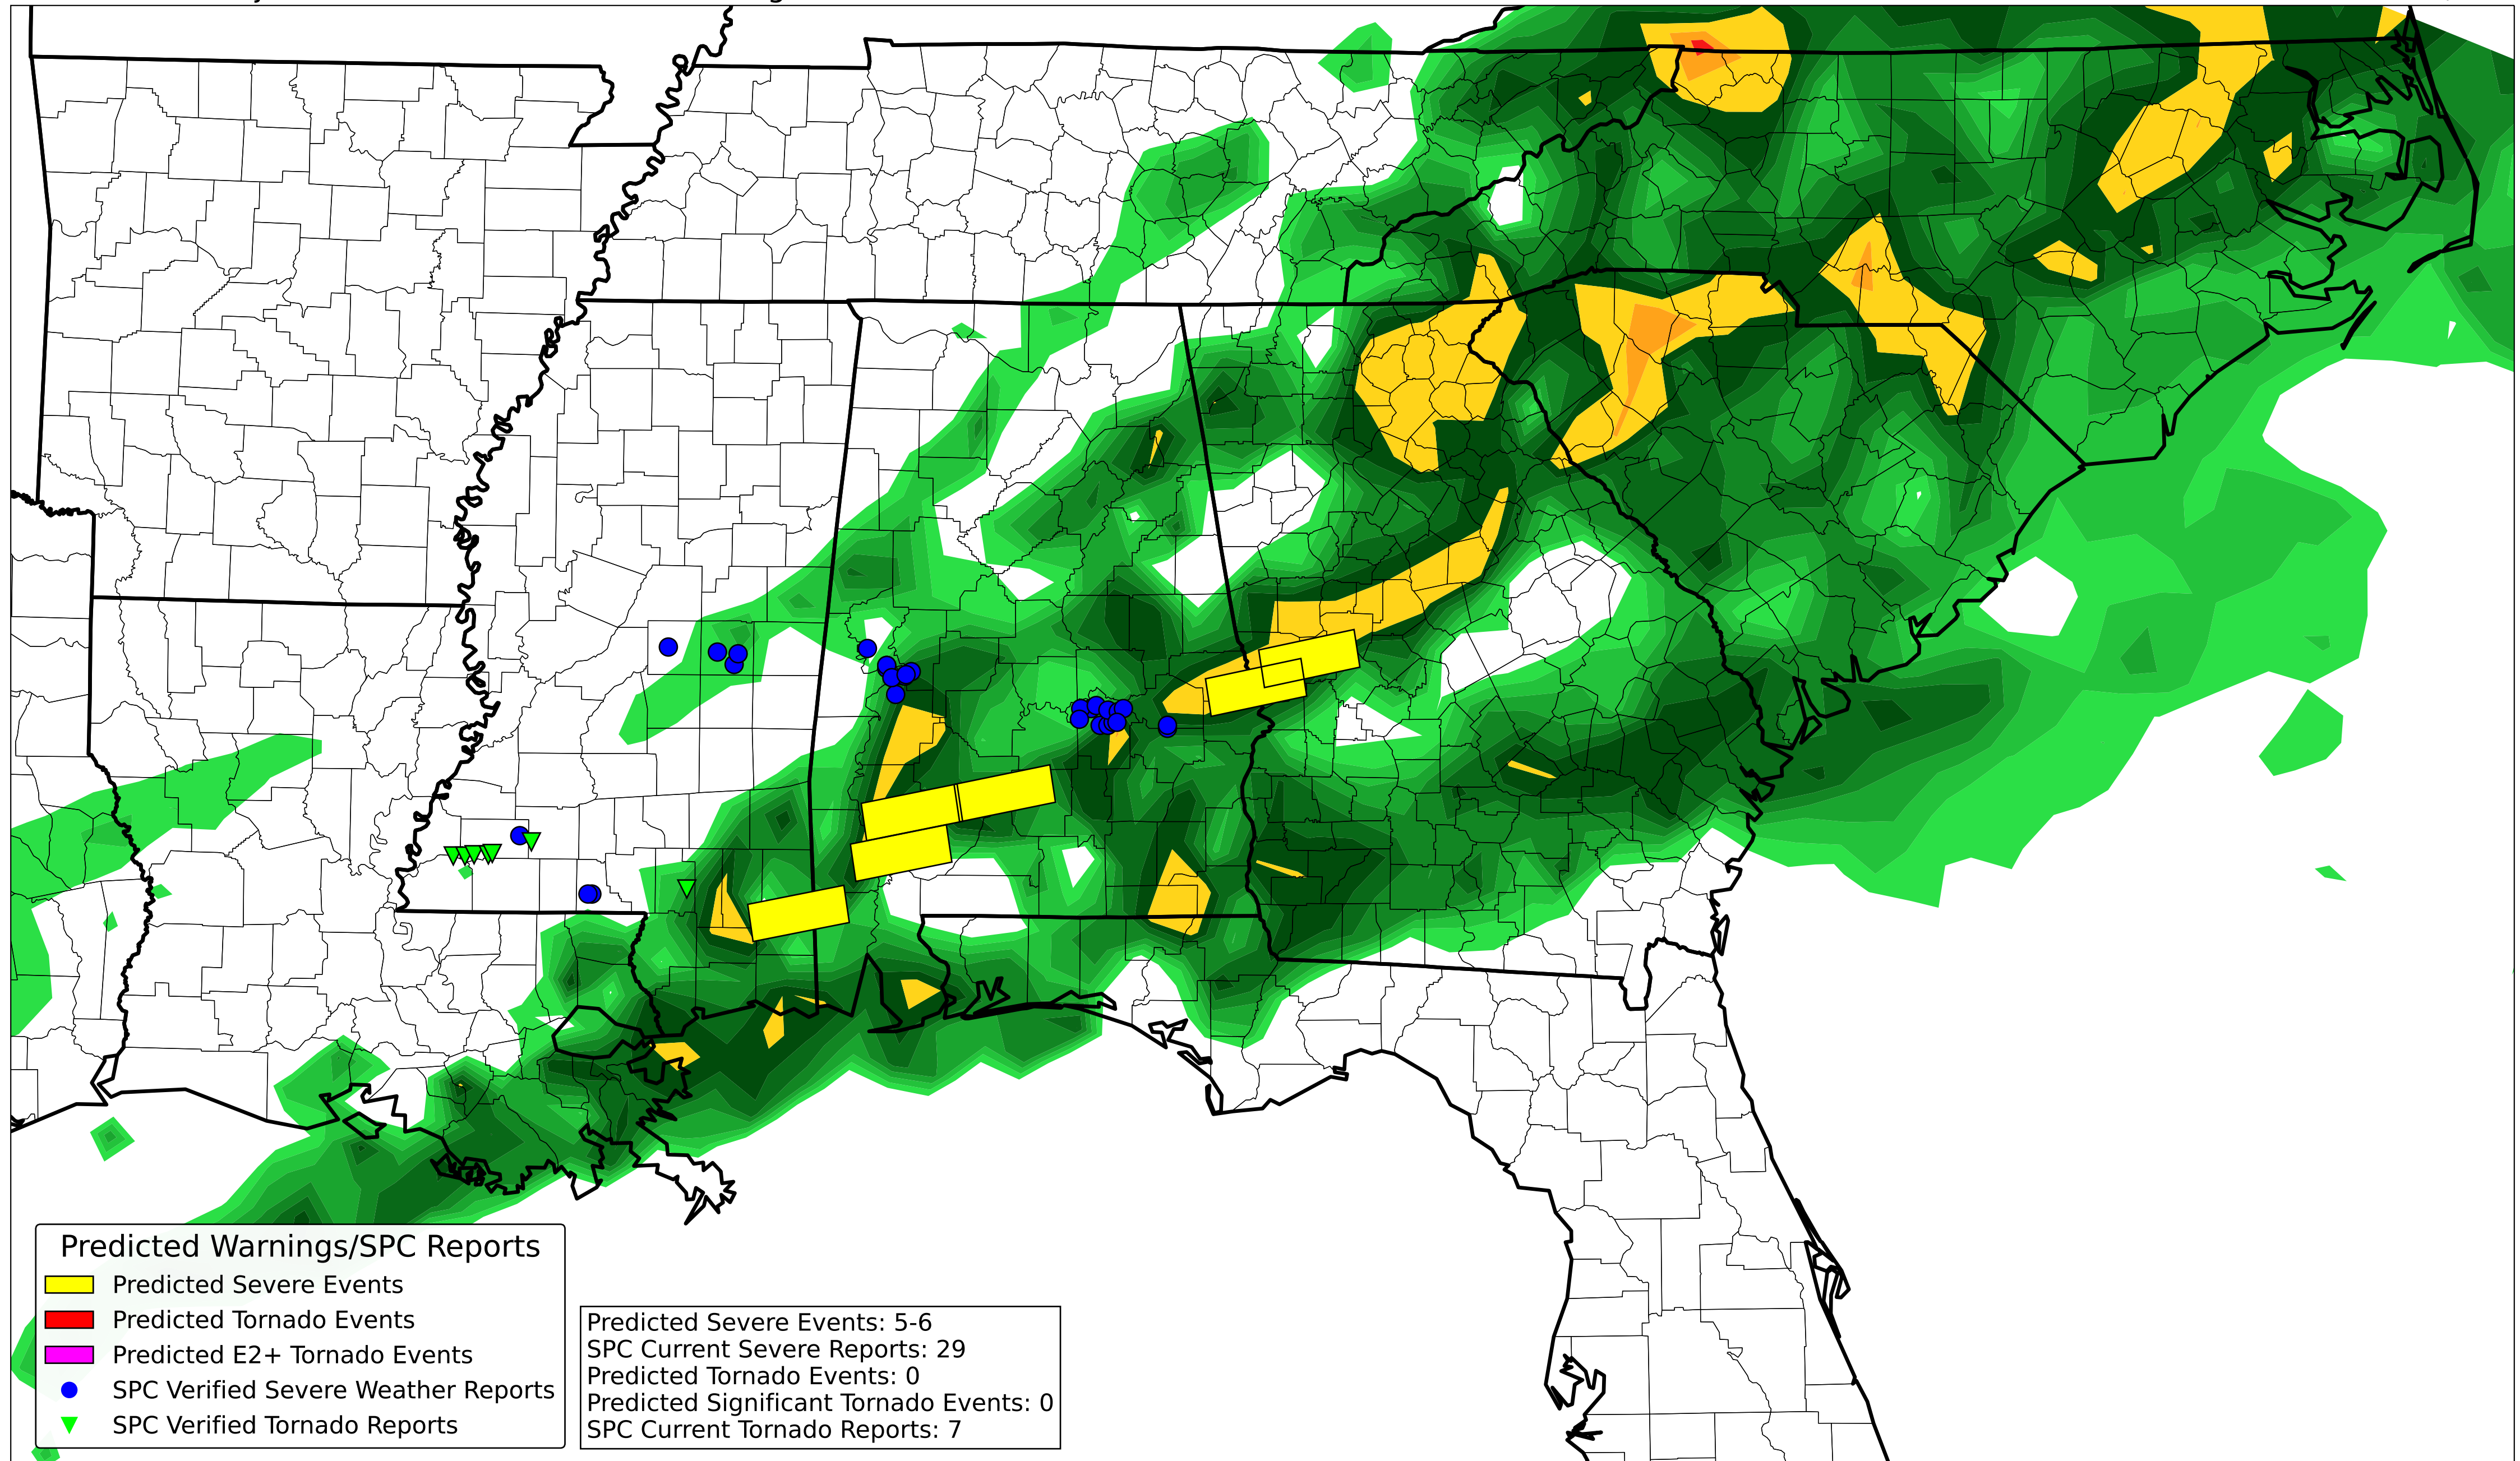 Predicted Warnings/SPC Reports
Predicted Severe Events
Predicted Tornado Events
Predicted E2+ Tornado Events
SPC Verified Severe Weather Reports
SPC Verified Tornado Reports
Predicted Severe Events: 5-6
SPC Current Severe Reports: 29
Predicted Tornado Events: 0
Predicted Significant Tornado Events: 0
SPC Current Tornado Reports: 7